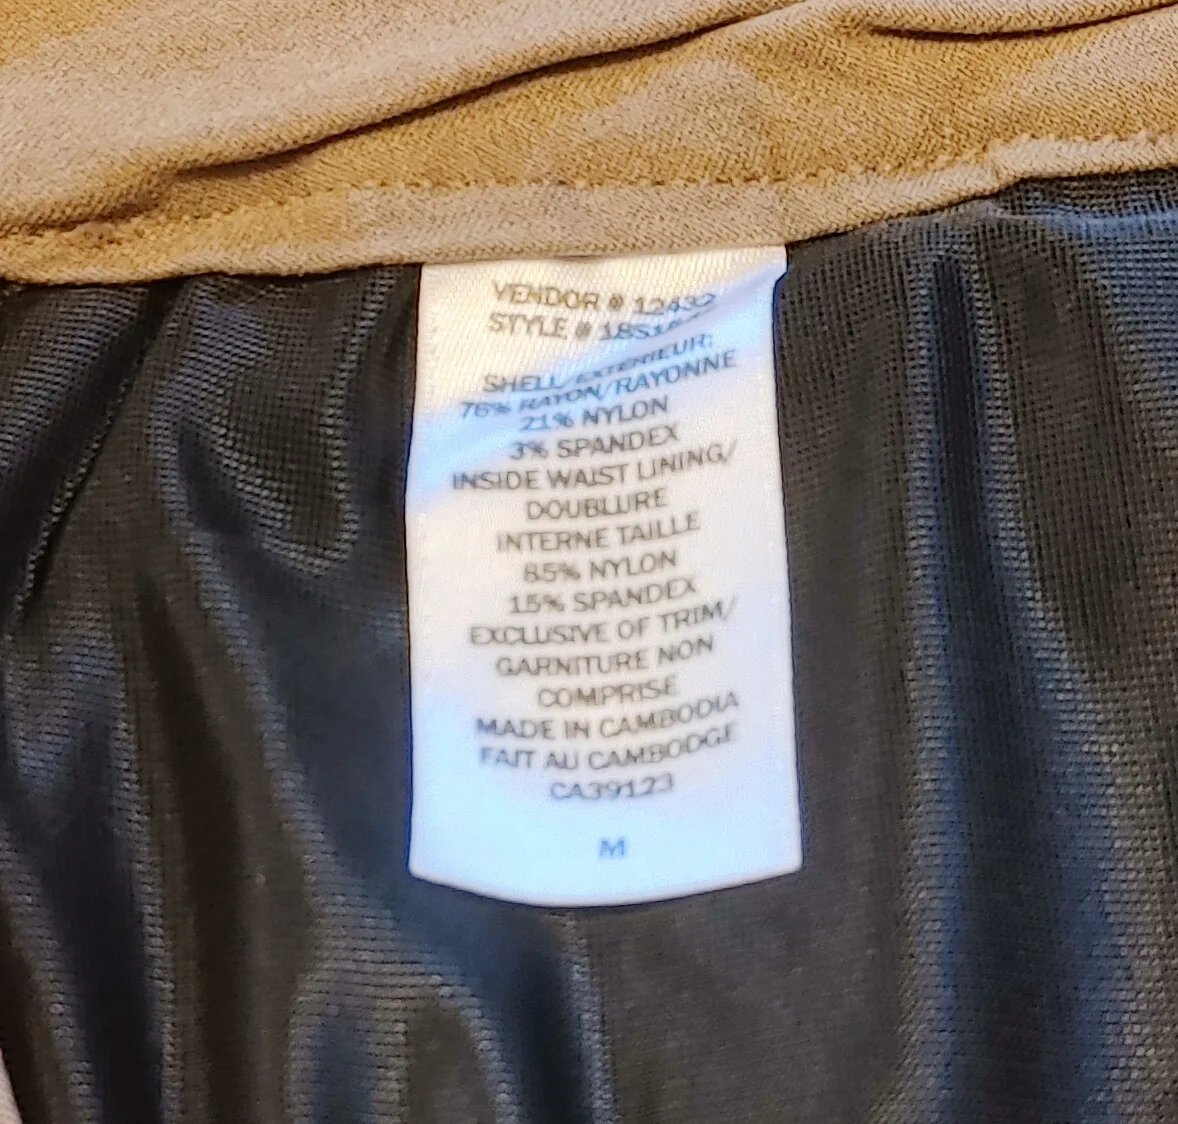 VENDOR # 12432
STYLE #
SHELL/EXTERIEUR:
76% RAYON/RAYONNE
21% NYLON
3% SPANDEX
INSIDE WAIST LINING/
DOUBLURE
INTERNE TAILLE
85% NYLON
15% SPANDEX
EXCLUSIVE OF TRIM/
GARNITURE NON
COMPRISE
MADE IN CAMBODIA
FAIT AU CAMBODGE
CA39123
M